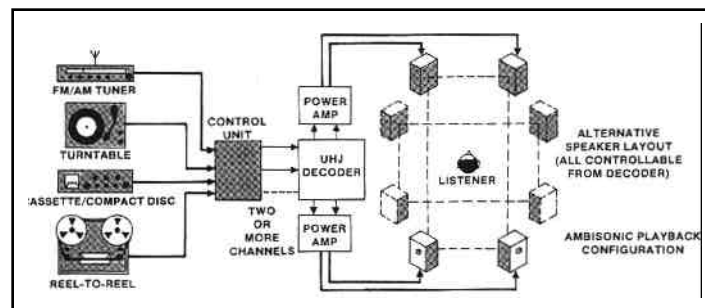 FM/AM TUNER
TURNTABLE
CASSETTE/COMPACT DISC
REEL-TO-REEL
CONTROL
UNIT
TWO
OR
MORE
CHANNELS
POWER
AMP
UHJ
DECODER
POWER
AMP
LISTENER
ALTERNATIVE
SPEAKER LAYOUT
(ALL CONTROLLABLE
FROM DECODER)
AMBISONIC PLAYBACK
CONFIGURATION